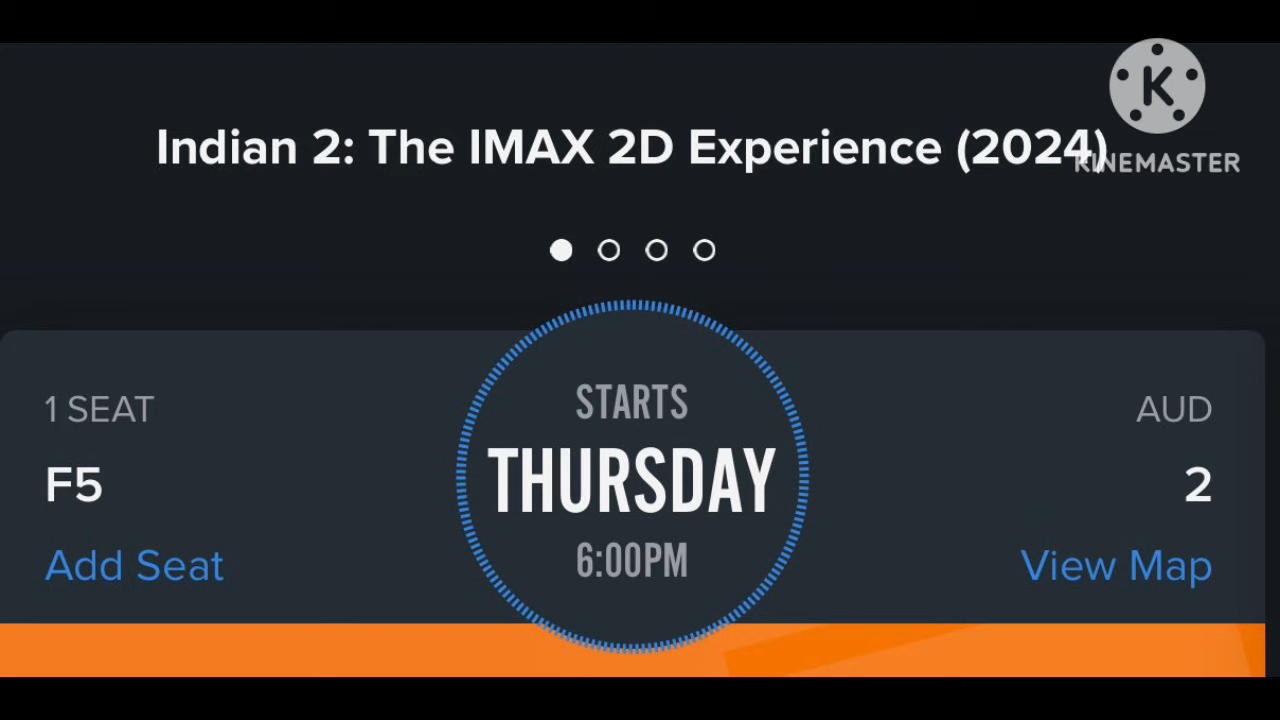 K
KINEMASTER
Indian 2: The IMAX 2D Experience (2024)
1 SEAT
F5
Add Seat
STARTS
THURSDAY
6:00PM
AUD
2
View Map